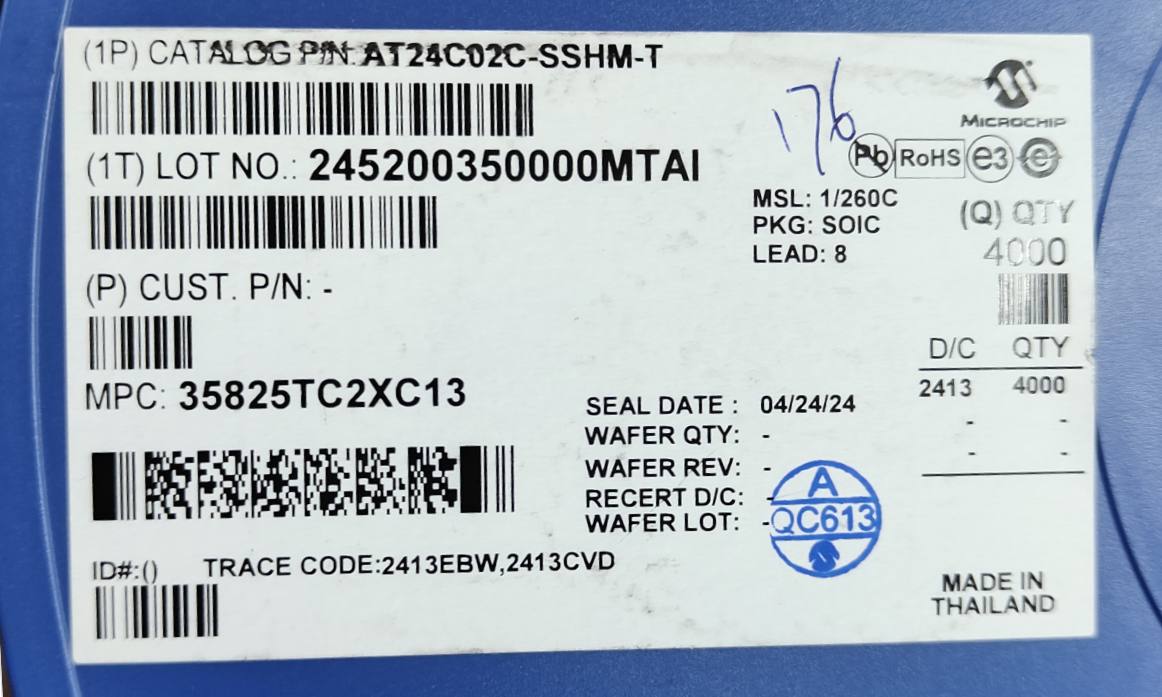 (1P) CATALOG P/N: AT24C02C-SSHM-T
176
MICROCHIP
(1T) LOT NO.: 245200350000MTAI
Pb RoHS e3 e
MSL: 1/260C
PKG: SOIC
LEAD: 8
(Q) QTY
4000
(P) CUST. P/N: -
D/C QTY
2413 4000
- -
- -
MPC: 35825TC2XC13
SEAL DATE : 04/24/24
WAFER QTY: -
WAFER REV: -
RECERT D/C: -
WAFER LOT: -
A
QC613
ID#:() TRACE CODE:2413EBW,2413CVD
MADE IN
THAILAND